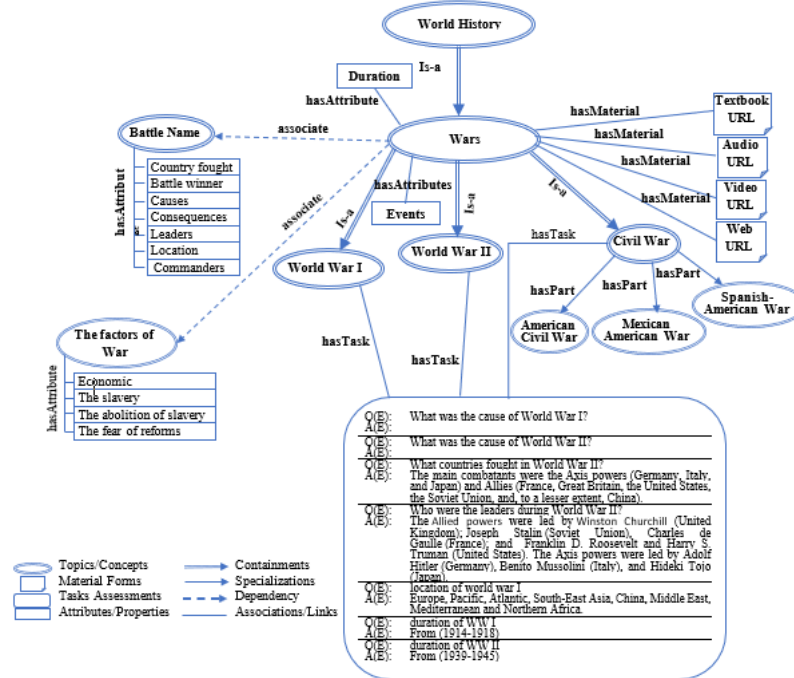 World History
Is-a
Duration
hasAttribute
Wars
hasMaterial
hasMaterial
hasMaterial
hasMaterial
Textbook
URL
Audio
URL
Video
URL
Web
URL
Battle Name
associate
associate
hasAttribut
es
Country fought
Battle winner
Causes
Consequences
Leaders
Location
Commanders
hasAttributes
Events
Is-a
Is-a
Is-a
World War I
World War II
Civil War
hasTask
hasPart
hasPart
hasPart
American
Civil War
Mexican
American War
Spanish-
American War
The factors of
War
hasAttribute
Economic
The slavery
The abolition of slavery
The fear of reforms
hasTask
hasTask
Q(E): What was the cause of World War I?
A(E):
Q(E): What was the cause of World War II?
A(E):
Q(E): What countries fought in World War II?
A(E): The main combatants were the Axis powers (Germany, Italy,
and Japan) and Allies (France, Great Britain, the United States,
the Soviet Union, and, to a lesser extent, China).
Q(E): Who were the leaders during World War II?
A(E): The Allied powers were led by Winston Churchill (United
Kingdom); Joseph Stalin (Soviet Union), Charles de
Gaulle (France); and Franklin D. Roosevelt and Harry S.
Truman (United States). The Axis powers were led by Adolf
Hitler (Germany), Benito Mussolini (Italy), and Hideki Tojo
(Japan)
Q(E): location of world war I
A(E): Europe, Pacific, Atlantic, South-East Asia, China, Middle East,
Mediterranean and Northern Africa.
Q(E): duration of WW I
A(E): From (1914-1918)
Q(E): duration of WW II
A(E): From (1939-1945)
Topics/Concepts
Material Forms
Tasks Assessments
Attributes/Properties
Containments
Specializations
Dependency
Associations/Links